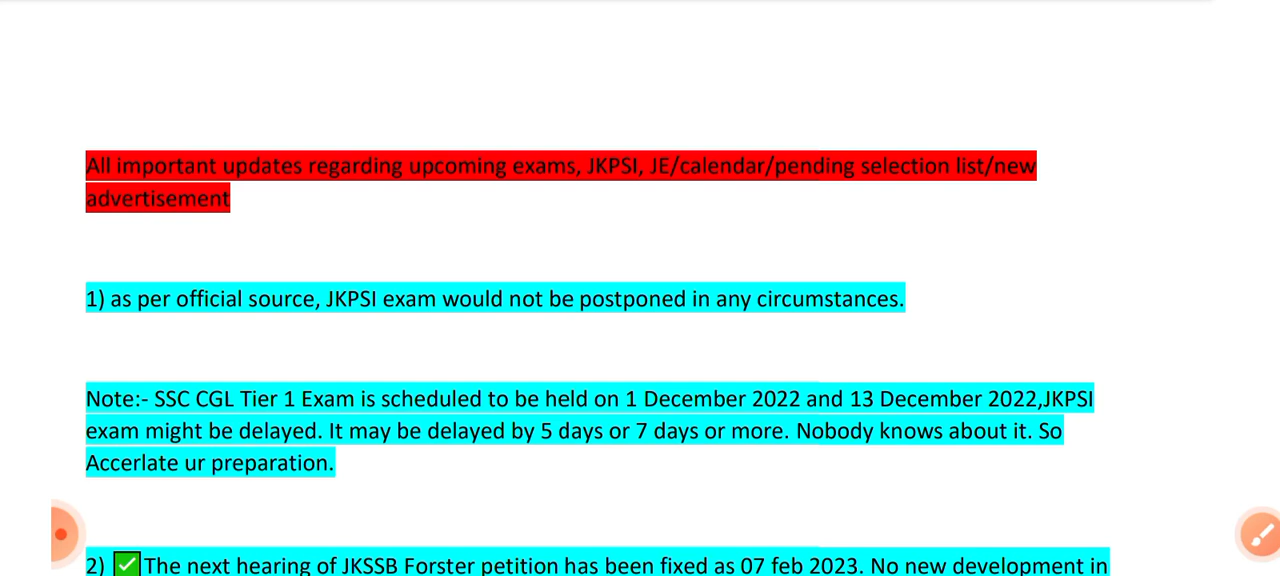 All important updates regarding upcoming exams, JKPSI, JE/calendar/pending selection list/new
advertisement
1) as per official source, JKPSI exam would not be postponed in any circumstances.
Note:- SSC CGL Tier 1 Exam is scheduled to be held on 1 December 2022 and 13 December 2022,JKPSI
exam might be delayed. It may be delayed by 5 days or 7 days or more. Nobody knows about it. So
Accerlate ur preparation.
2) ✅ The next hearing of JKSSB Forster petition has been fixed as 07 feb 2023. No new development in